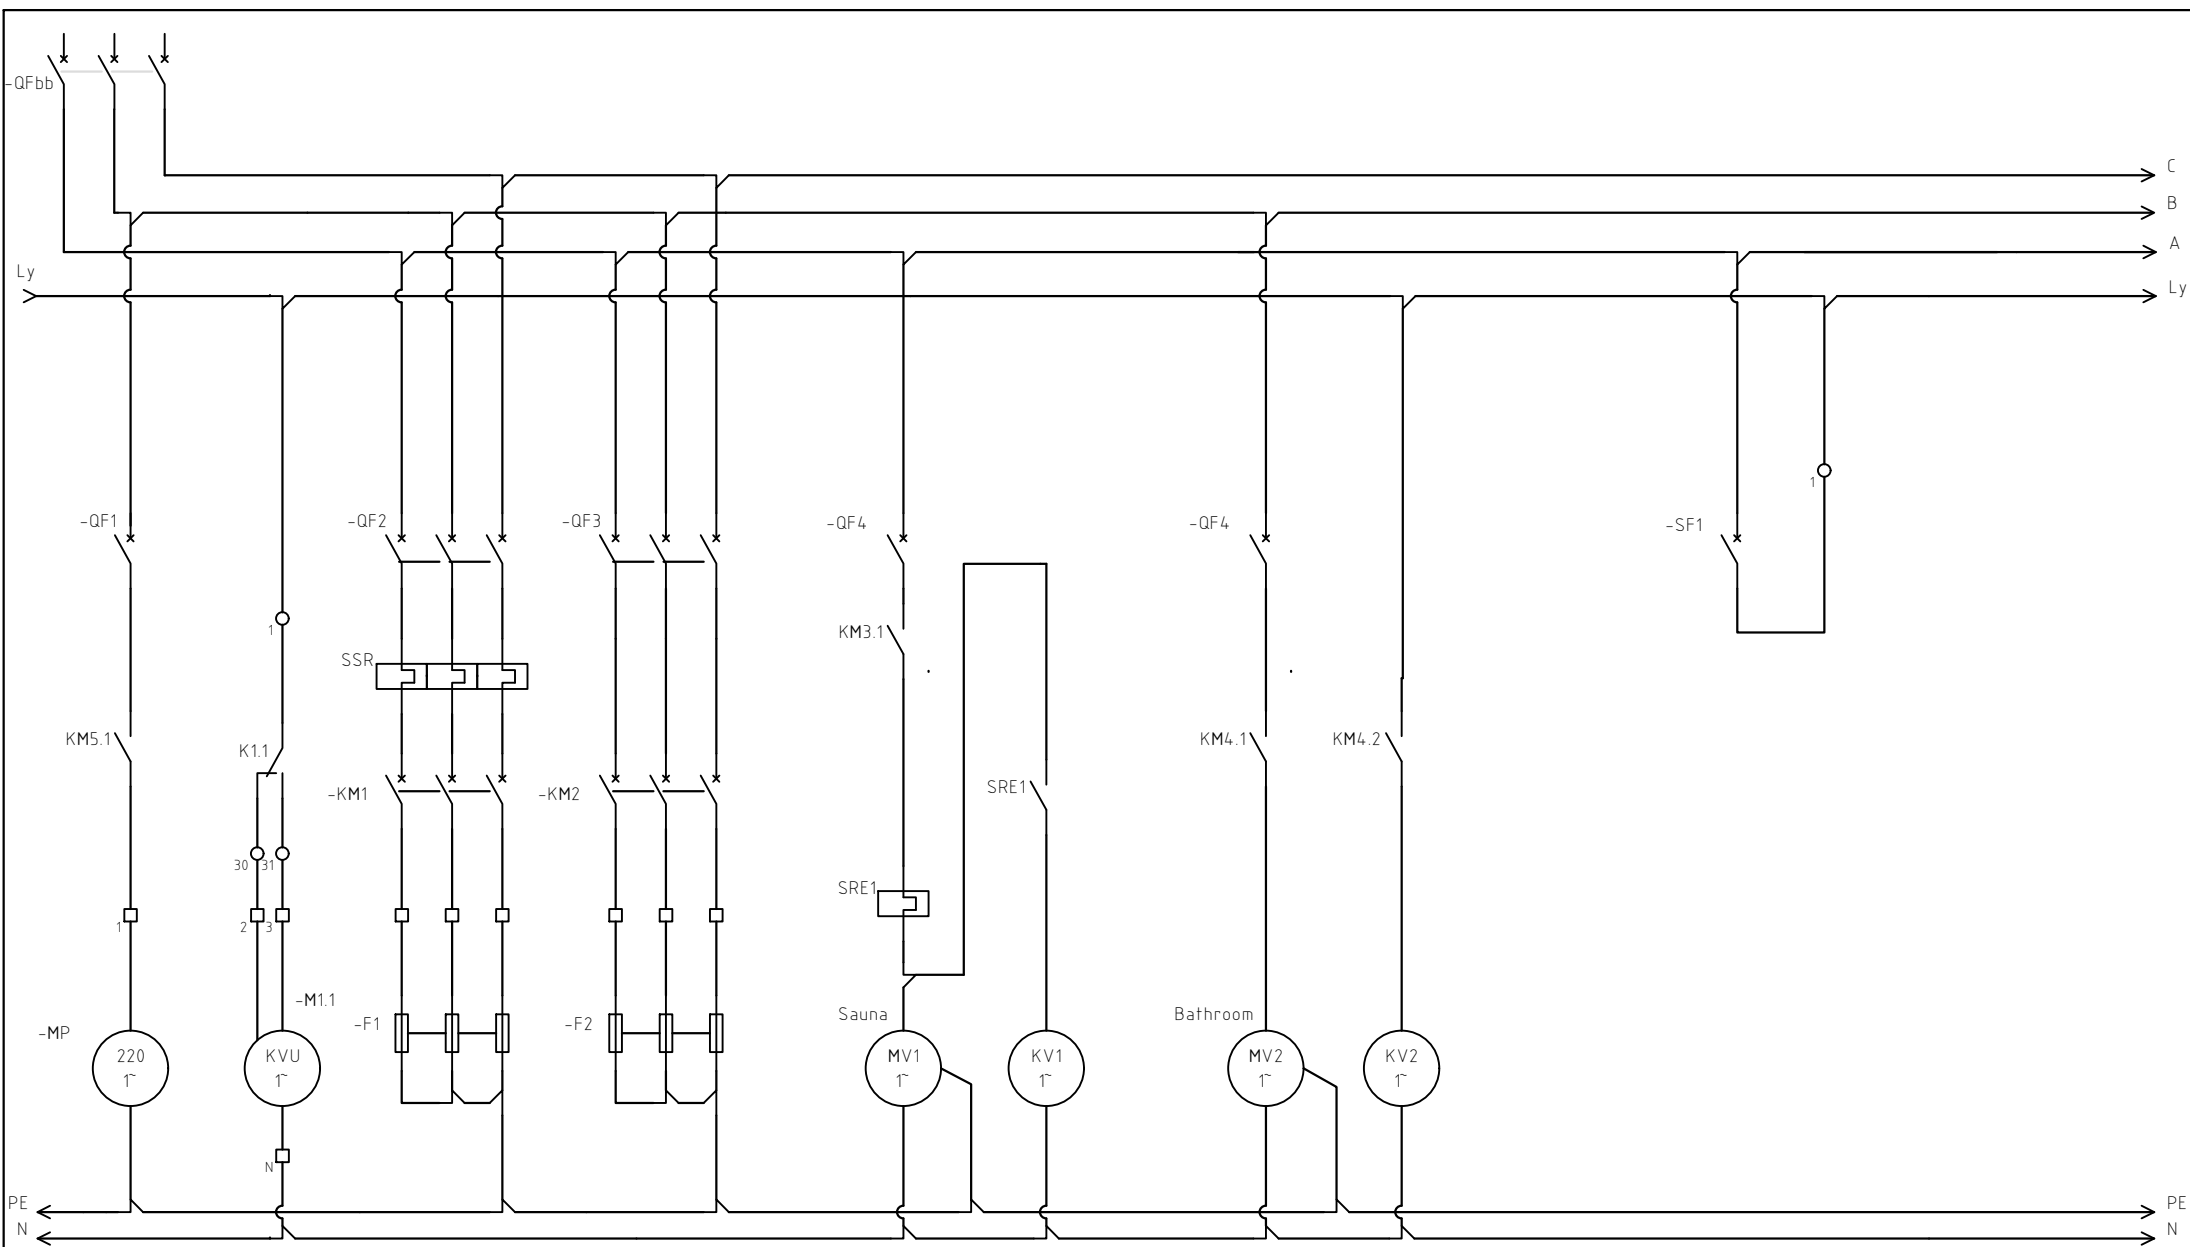 -QFbb
C
B
A
Ly
Ly
-QF1
-QF2
-QF3
-QF4
-QF4
-SF1
1
1
KM3.1
SSR
KM5.1
K1.1
KM4.1
KM4.2
-KM1
-KM2
SRE1
30
31
SRE1
1
2
3
-M1.1
Sauna
Bathroom
-MP
-F1
-F2
220
1~
KVU
1~
MV1
1~
KV1
1~
MV2
1~
KV2
1~
N
PE
PE
N
N